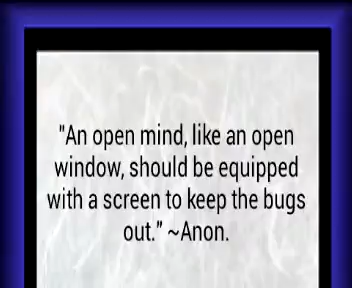 "An open mind, like an open
window, should be equipped
with a screen to keep the bugs
out.” ~Anon.